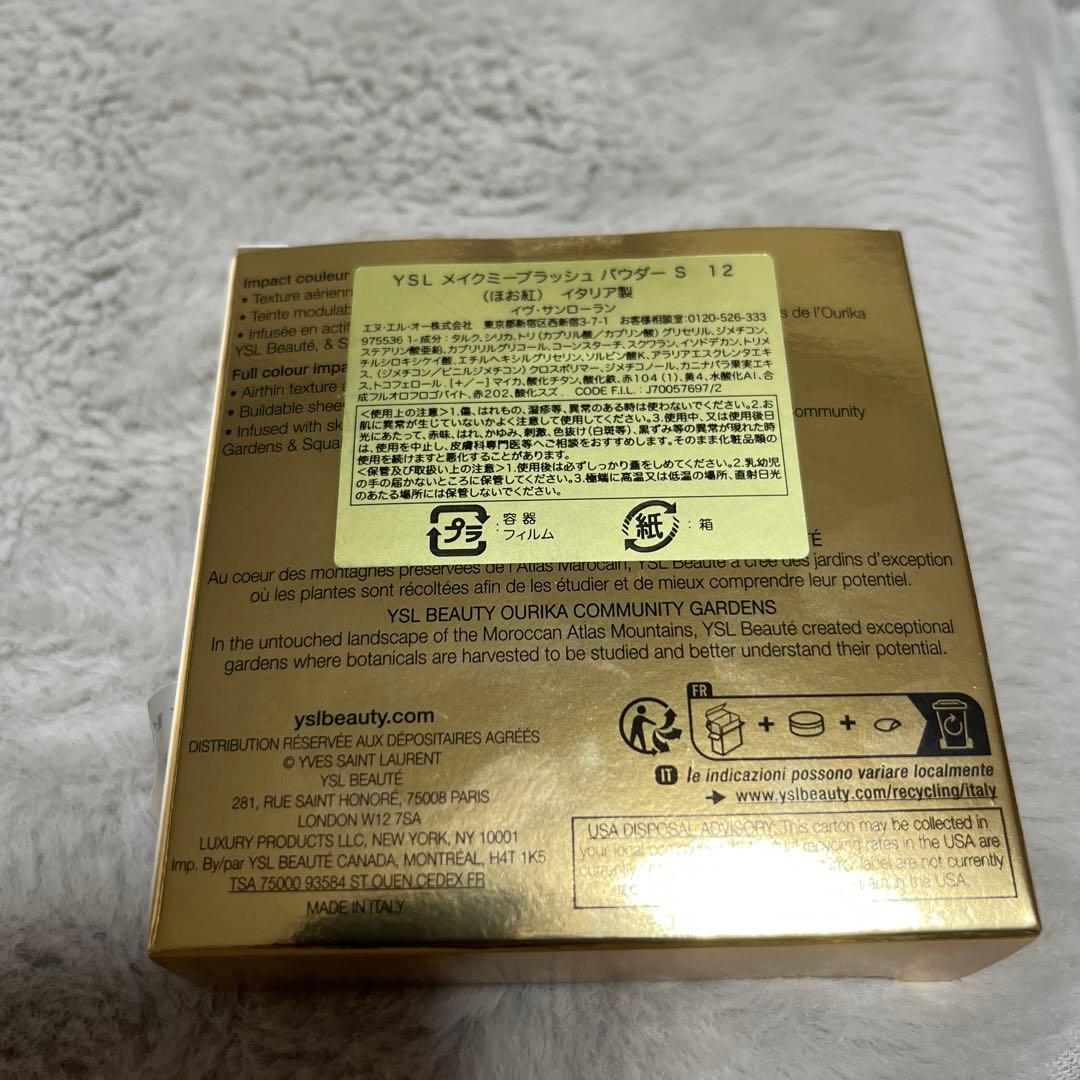 Impact couleur
• Texture aérienn
• Teinte modulab
• Infusée en actif
s de l'Ourika
YSL Beauté, & S
Full colour impa
• Airthin texture a
• Buildable shee
• Infused with sk
ommunity
Gardens & Squa
YSL メイクミーブラッシュ パウダー S 12
(ほお紅) イタリア製
イヴ・サンローラン
エヌ・エル・オー株式会社 東京都新宿区西新宿3-7-1 お客様相談室:0120-526-333
975536 1-成分:タルク、シリカ、トリ(カプリル酸/カプリン酸)グリセリル、ジメチコン、
ステアリン酸亜鉛、カプリリルグリコール、コーンスターチ、スクワラン、イソドデカン、トリメ
チルシロキシケイ酸、エチルヘキシルグリセリン、ソルビン酸K、アラリアエスクレンタエキ
ス、(ジメチコン/ビニルジメチコン)クロスポリマー、ジメチコノール、カニナバラ果実エキ
ス、トコフェロール、[+/-]マイカ、酸化チタン、酸化鉄、赤104(1)、黄4、水酸化Al、合
成フルオロフロゴパイト、赤202、酸化スズ. CODE F.I.L.: J70057697/2
<使用上の注意>1.傷、はれもの、湿疹等、異常のある時は使わないでください。2.お
肌に異常が生じていないかよく注意して使用してください。3.使用中、又は使用後日
光にあたって、赤味、はれ、かゆみ、刺激、色抜け(白斑等)、黒ずみ等の異常が現れた時
は、使用を中止し、皮膚科専門医等へご相談をおすすめします。そのまま化粧品類の
使用を続けますと悪化することがあります。
<保管及び取扱い上の注意>1.使用後は必ずしっかり蓋をしめてください。2.乳幼児
の手の届かないところに保管してください。3.極端に高温又は低温の場所、直射日光
のあたる場所には保管しないでください。
プラ :容器 フィルム 紙 :箱
TÉ
Au coeur des montagnes préservées de l'Atlas Marocain, YSL Beauté a créé des jardins d'exception
où les plantes sont récoltées afin de les étudier et de mieux comprendre leur potentiel.
YSL BEAUTY OURIKA COMMUNITY GARDENS
In the untouched landscape of the Moroccan Atlas Mountains, YSL Beauté created exceptional
gardens where botanicals are harvested to be studied and better understand their potential.
yslbeauty.com
DISTRIBUTION RÉSERVÉE AUX DÉPOSITAIRES AGRÉÉS
© YVES SAINT LAURENT
YSL BEAUTÉ
281, RUE SAINT HONORÉ, 75008 PARIS
LONDON W12 7SA
LUXURY PRODUCTS LLC, NEW YORK, NY 10001
Imp. By/par YSL BEAUTÉ CANADA, MONTRÉAL, H4T 1K5
TSA 75000 93584 ST OUEN CEDEX FR
MADE IN ITALY
FR
+ +
IT le indicazioni possono variare localmente
→ www.yslbeauty.com/recycling/italy
USA DISPOSAL ADVISORY: This carton may be collected in
your local recycling rates in the USA are
label are not currently
in the USA.